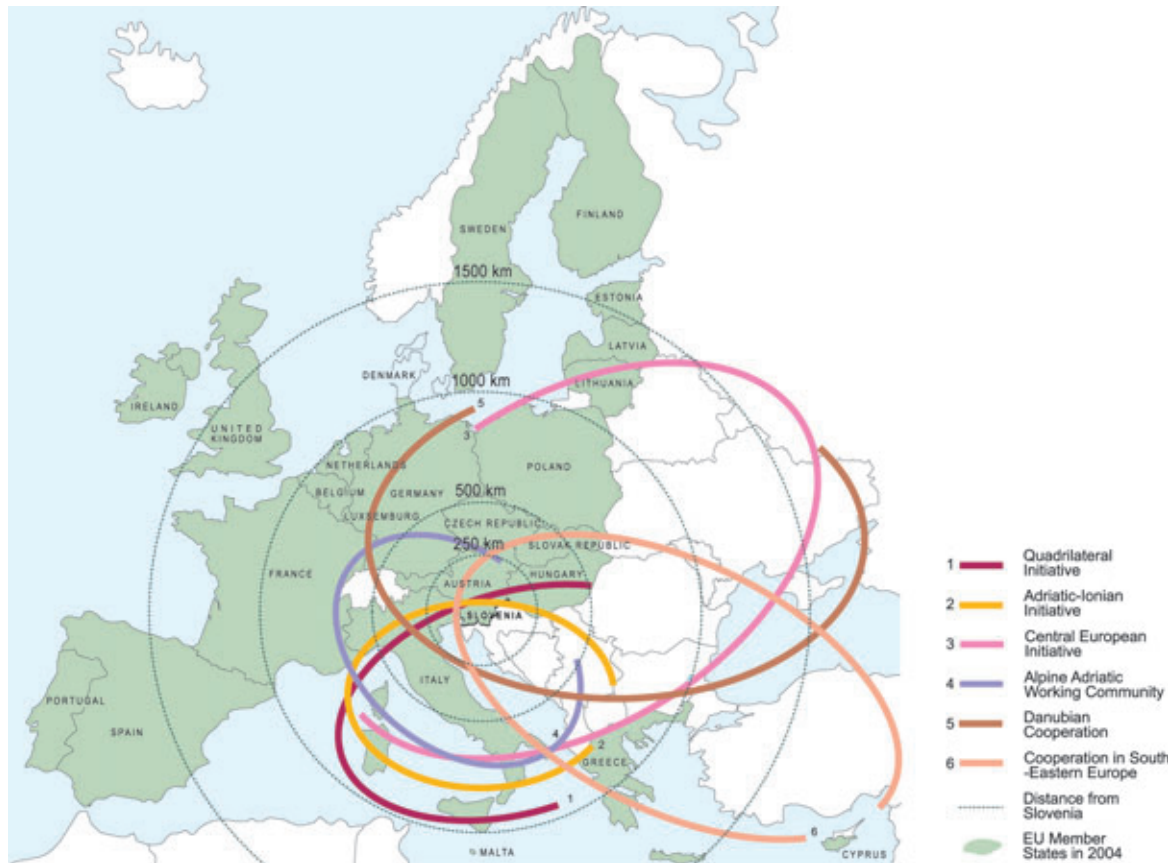 SWEDEN
FINLAND
1500 km
ESTONIA
LATVIA
DENMARK
1000 km
LITHUANIA
IRELAND
5
UNITED
KINGDOM
3
NETHERLANDS
POLAND
BELGIUM
GERMANY
500 km
LUXSEMBURG
CZECH REPUBLIC
250 km
SLOVAK REPUBLIC
FRANCE
AUSTRIA
HUNGARY
SLOVENIA
ITALY
PORTUGAL
SPAIN
4
2
GREECE
1
6
MALTA
CYPRUS
1 Quadrilateral
Initiative
2 Adriatic-Ionian
Initiative
3 Central European
Initiative
4 Alpine Adriatic
Working Community
5 Danubian
Cooperation
6 Cooperation in South
-Eastern Europe
Distance from
Slovenia
EU Member
States in 2004